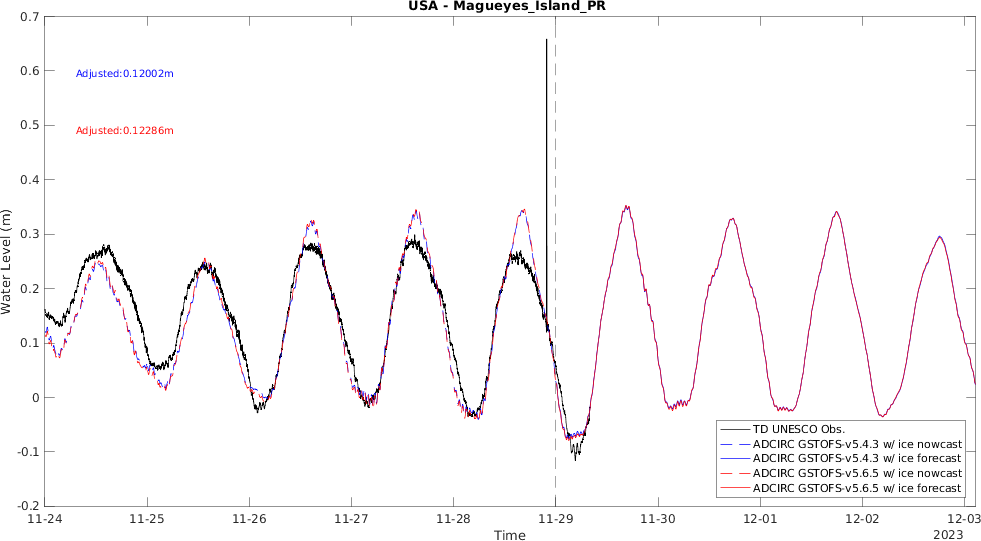 USA - Magueyes_Island_PR
0.7
0.6
0.5
0.4
0.3
0.2
0.1
0
-0.1
-0.2
Water Level (m)
Adjusted:0.12002m
Adjusted:0.12286m
TD UNESCO Obs.
ADCIRC GSTOFS-v5.4.3 w/ ice nowcast
ADCIRC GSTOFS-v5.4.3 w/ ice forecast
ADCIRC GSTOFS-v5.6.5 w/ ice nowcast
ADCIRC GSTOFS-v5.6.5 w/ ice forecast
11-24 11-25 11-26 11-27 11-28 11-29 11-30 12-01 12-02 12-03
Time
2023